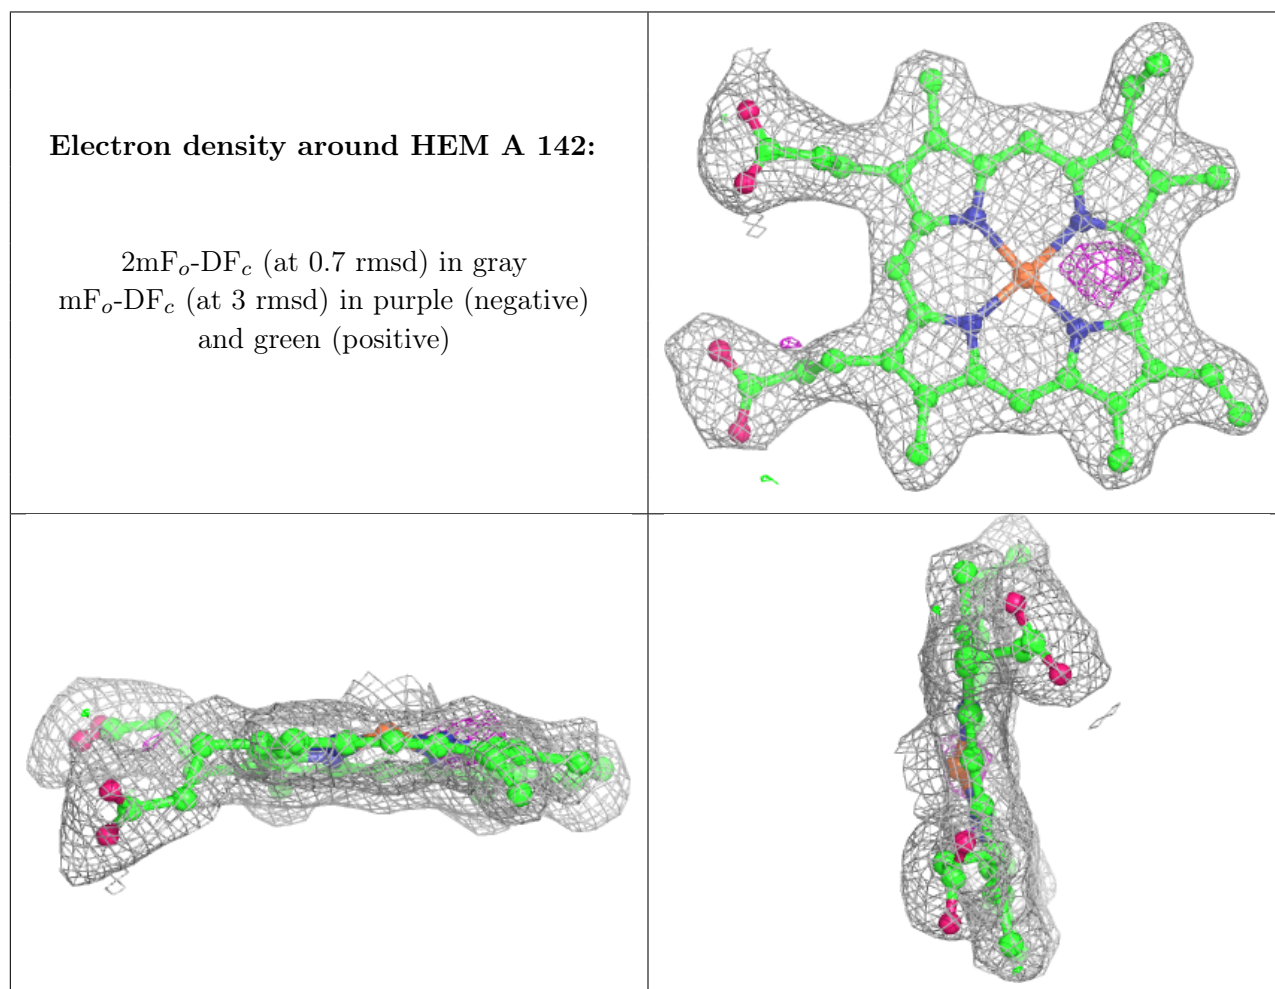 Electron density around HEM A 142:
2mFo-DFc (at 0.7 rmsd) in gray
mFo-DFc (at 3 rmsd) in purple (negative)
and green (positive)